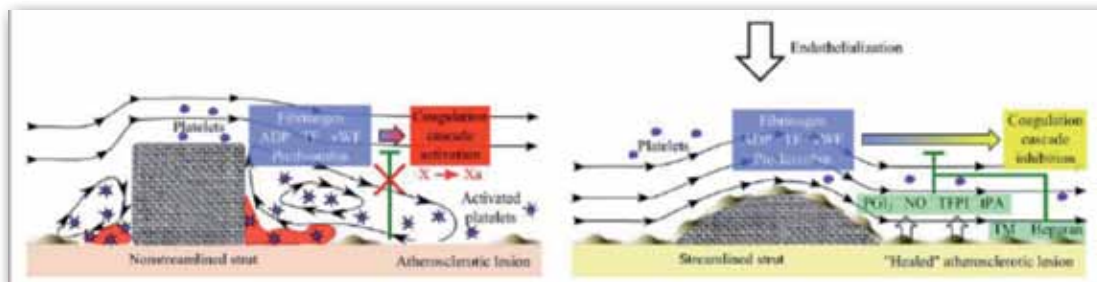 Platelets
Fibrinogen
ADP TF vWF
Prothrombin
Coagulation
cascade
activation
X → Xa
Activated
platelets
Nonstreamlined strut
Atherosclerotic lesion
Endothelialization
Platelets
Fibrinogen
ADP TF vWF
Coagulation
cascade
inhibition
PGI₂ NO TFPI tPA
TM Heparan
Streamlined strut
"Healed" atherosclerotic lesion